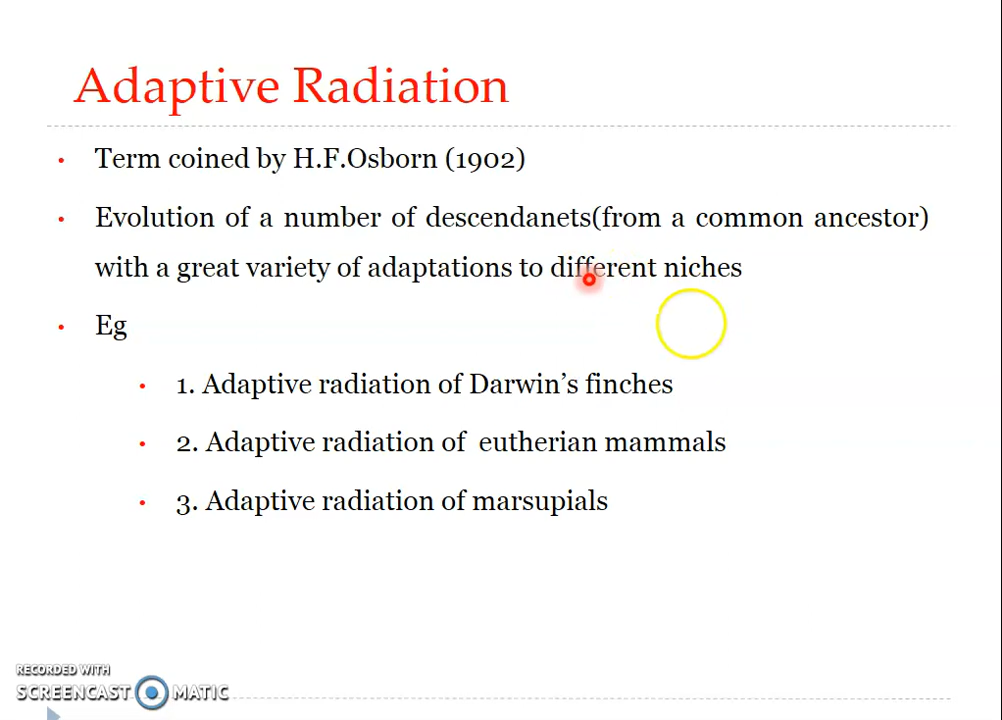 Adaptive Radiation
• Term coined by H.F.Osborn (1902)
• Evolution of a number of descendanets(from a common ancestor)
with a great variety of adaptations to different niches
• Eg
• 1. Adaptive radiation of Darwin's finches
• 2. Adaptive radiation of eutherian mammals
• 3. Adaptive radiation of marsupials
RECORDED WITH
SCREENCAST MATIC